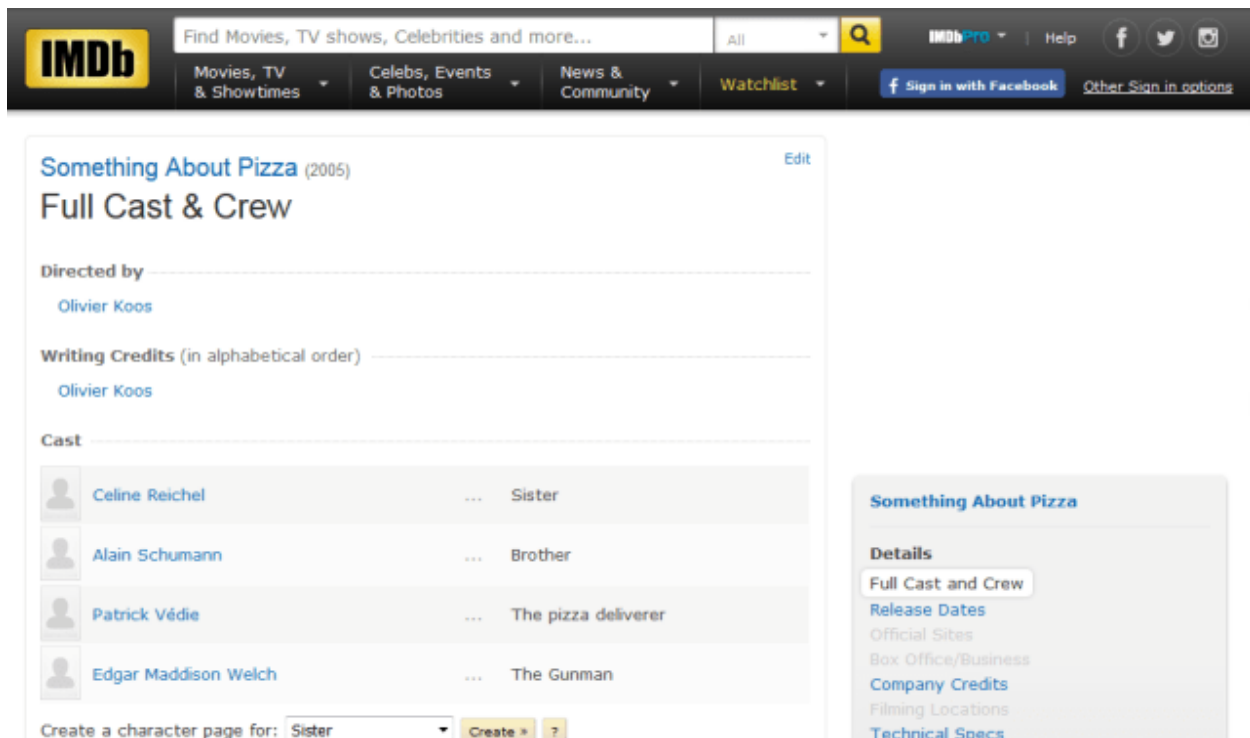 IMDb
Find Movies, TV shows, Celebrities and more...
All
IMDbPro
|
Help
Movies, TV
& Showtimes
Celebs, Events
& Photos
News &
Community
Watchlist
Sign in with Facebook
Other Sign in options
Something About Pizza (2005)
Edit
Full Cast & Crew
Directed by
Olivier Koos
Writing Credits (in alphabetical order)
Olivier Koos
Cast
Celine Reichel ... Sister
Alain Schumann ... Brother
Patrick Védie ... The pizza deliverer
Edgar Maddison Welch ... The Gunman
Create a character page for: Sister Create » ?
Something About Pizza
Details
Full Cast and Crew
Release Dates
Official Sites
Box Office/Business
Company Credits
Filming Locations
Technical Specs